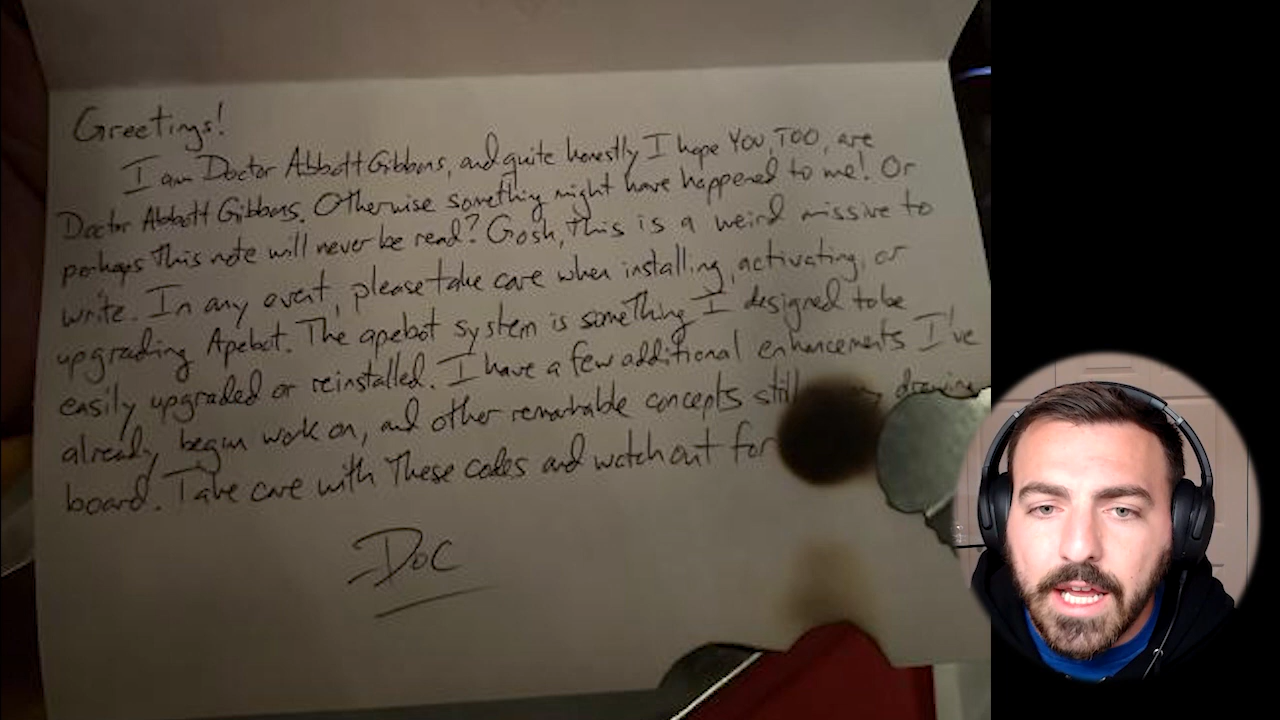 Greetings!
I am Doctor Abbott Gibbons, and quite honestly I hope YOU, TOO, are
Doctor Abbott Gibbons. Otherwise something might have happened to me! Or
perhaps this note will never be read? Gosh, this is a weird missive to
write. In any event, please take care when installing, activating, or
upgrading Apebot. The apebot system is something I designed to be
easily upgraded or reinstalled. I have a few additional enhancements I've
already begun work on, and other remarkable concepts still drawing
board. Take care with these codes and watch out for
DOC